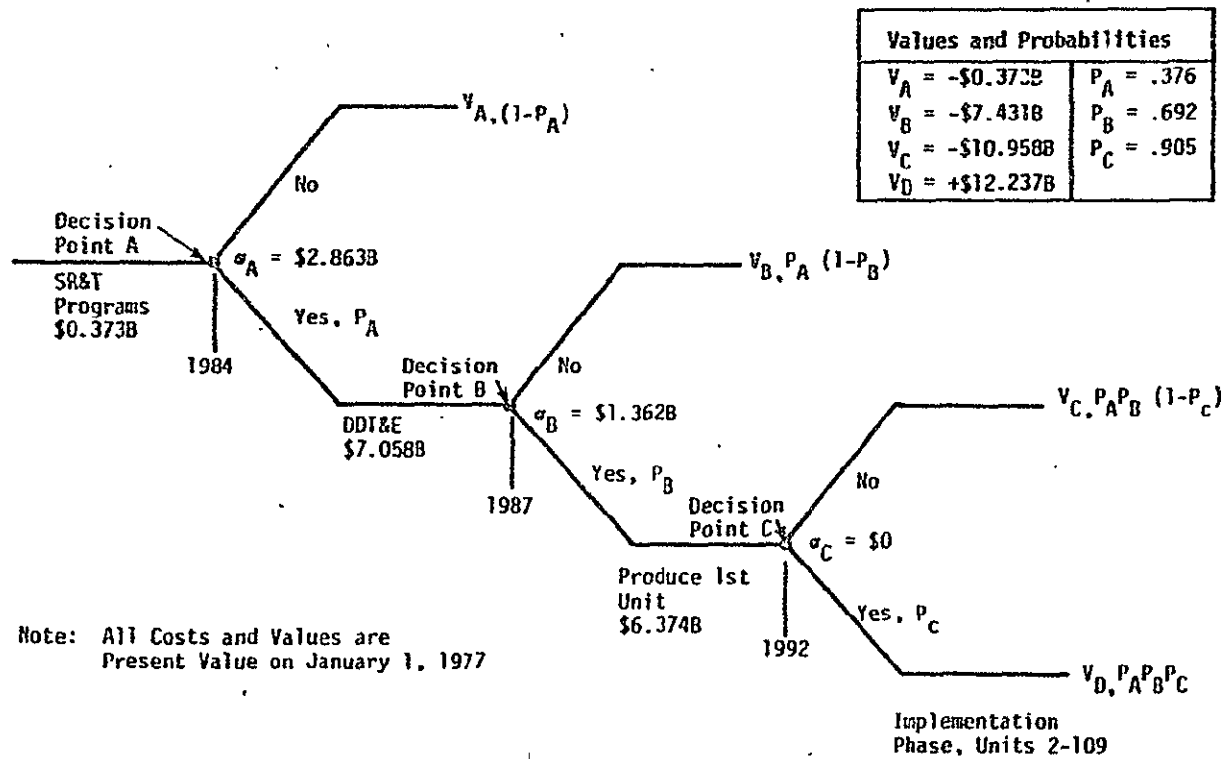 Values and Probabilities
V_A = -$0.373B P_A = .376
V_B = -$7.431B P_B = .692
V_C = -$10.958B P_C = .905
V_D = +$12.237B
V_A, (1-P_A)
No
Decision
Point A
σ_A = $2.863B
SR&T
Programs
$0.373B
Yes, P_A
1984
V_B, P_A (1-P_B)
No
Decision
Point B
σ_B = $1.362B
DDT&E
$7.058B
Yes, P_B
1987
V_C, P_A P_B (1-P_c)
No
Decision
Point C
σ_C = $0
Produce 1st
Unit
$6.374B
Yes, P_C
1992
V_D, P_A P_B P_C
Implementation
Phase, Units 2-109
Note: All Costs and Values are
Present Value on January 1, 1977